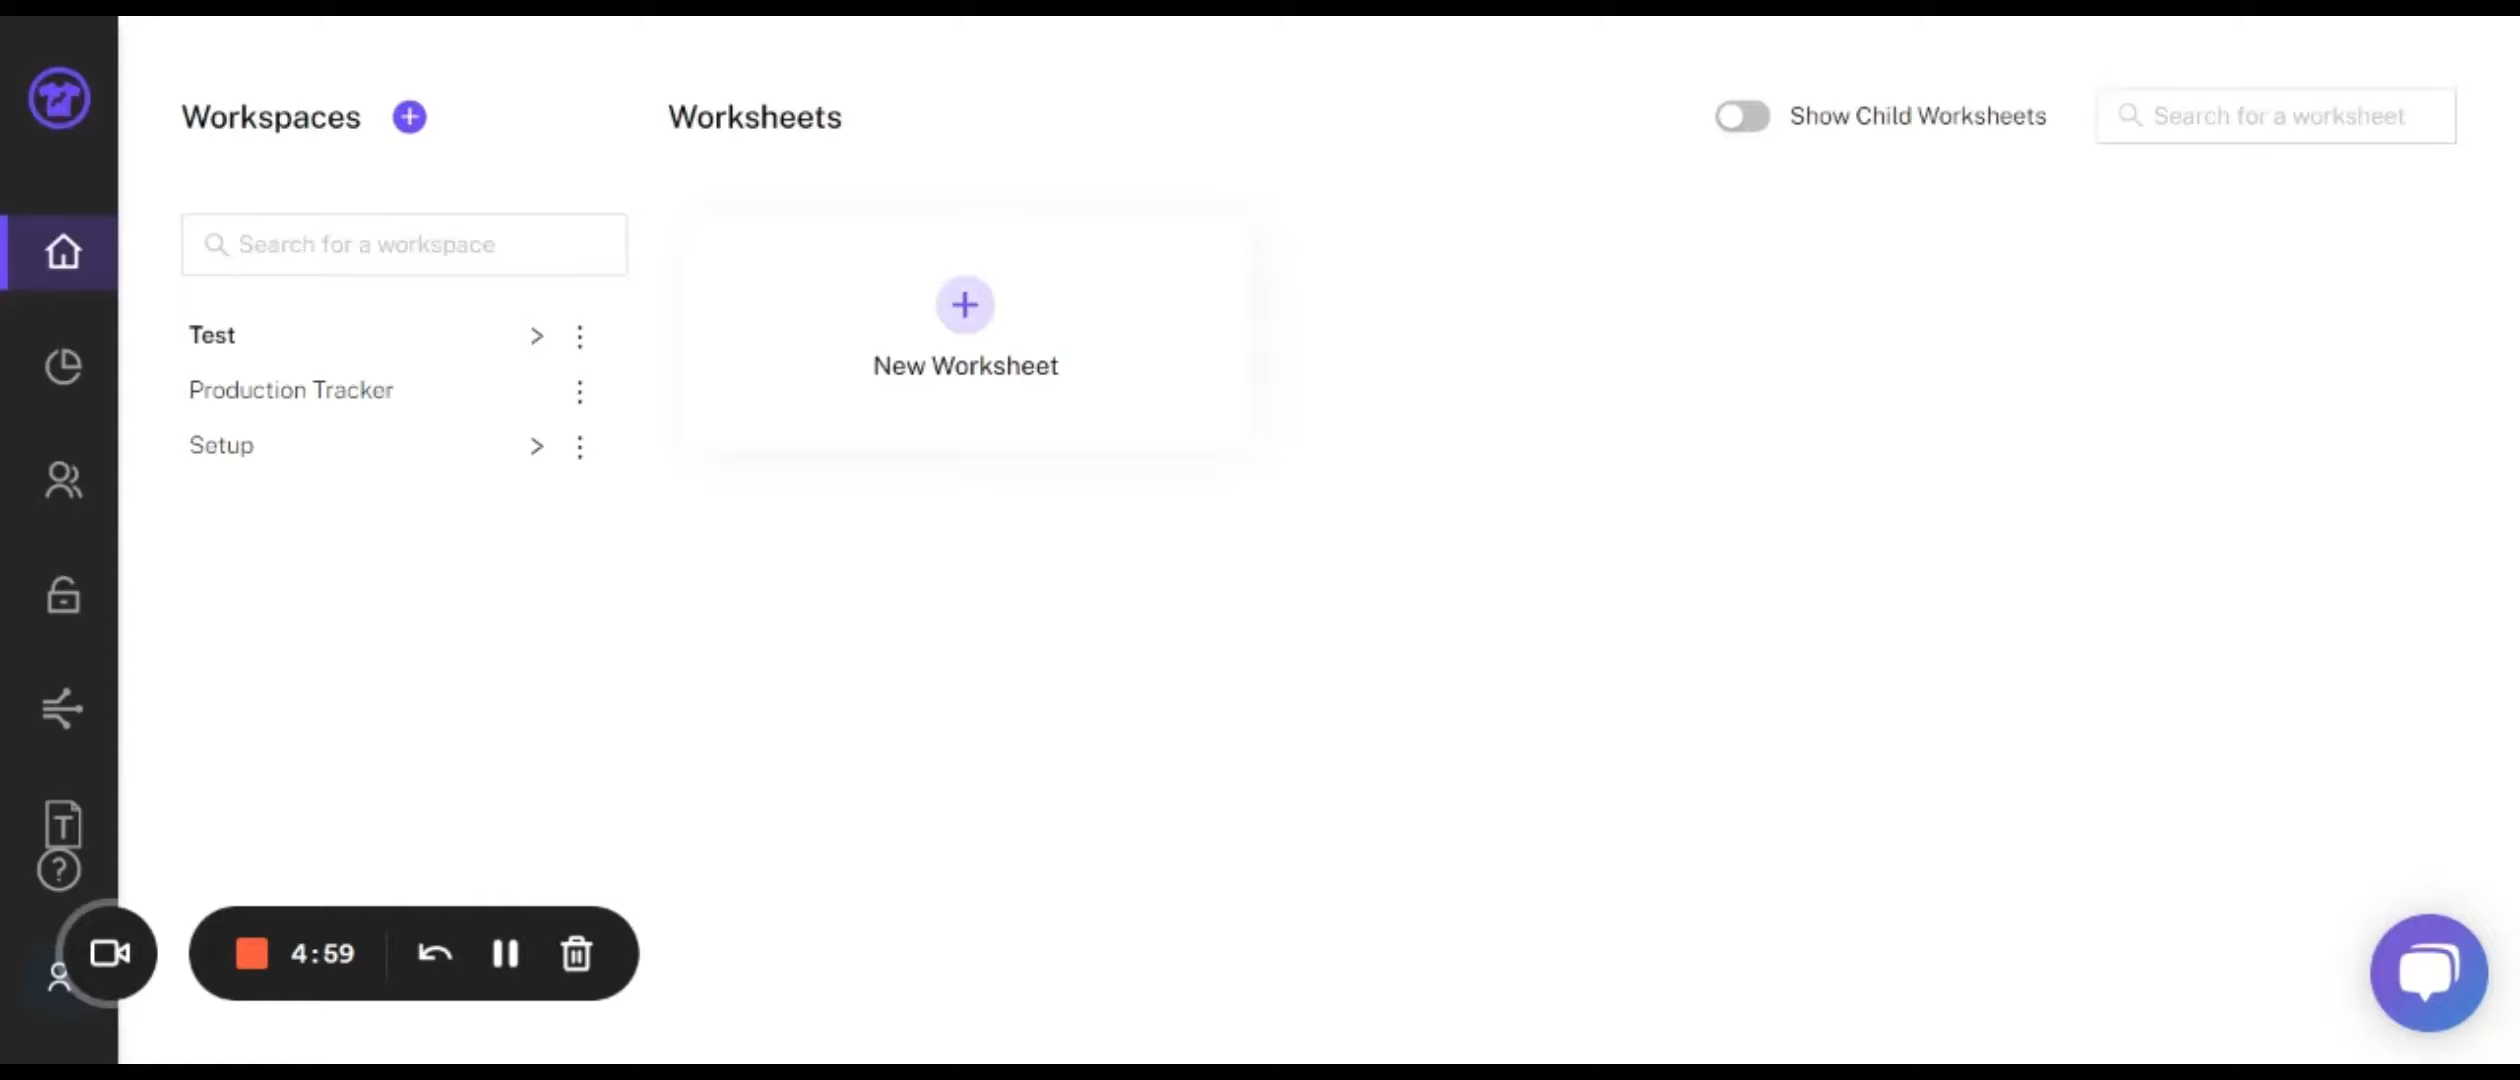 Workspaces
Worksheets
Show Child Worksheets
Search for a worksheet
Search for a workspace
Test
Production Tracker
Setup
New Worksheet
T
?
4:59